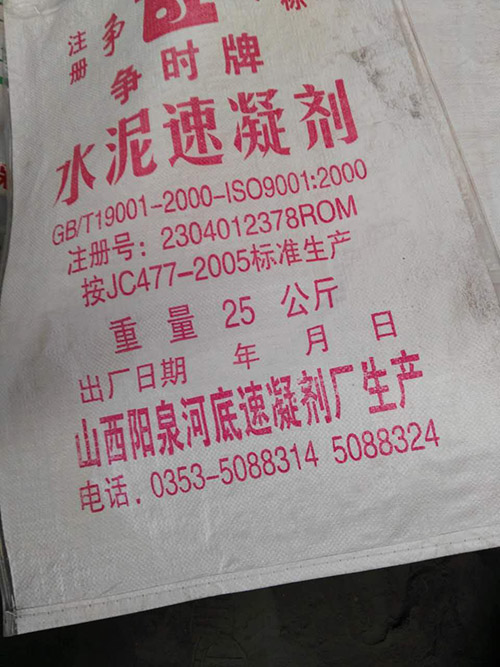 注册 争 标
争时牌
水泥速凝剂
GB/T19001-2000-ISO9001:2000
注册号：2304012378ROM
按JC477-2005标准生产
重量 25 公斤
出厂日期 年 月 日
山西阳泉河底速凝剂厂生产
电话．0353-5088314 5088324